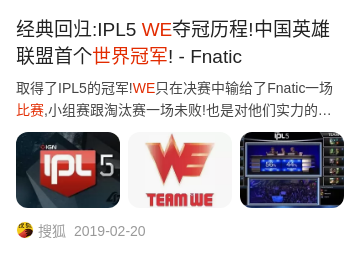 经典回归:IPL5 WE夺冠历程!中国英雄
联盟首个世界冠军! - Fnatic
取得了IPL5的冠军!WE只在决赛中输给了Fnatic一场
比赛,小组赛跟淘汰赛一场未败!也是对他们实力的…
IGN
IPL 5
WE
TEAM WE
IPL5
搜狐 2019-02-20